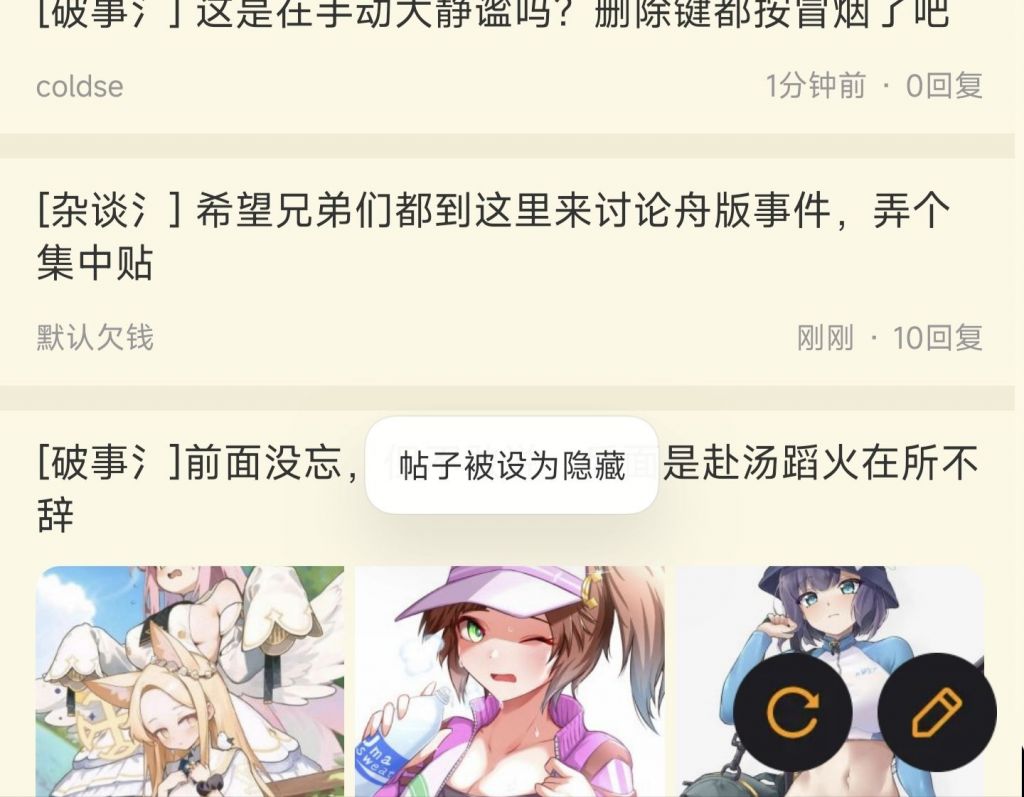 [破事氵] 这是在手动大静谧吗？删除键都按冒烟了吧
coldse
1分钟前 · 0回复
[杂谈氵] 希望兄弟们都到这里来讨论舟版事件，弄个
集中贴
默认欠钱
刚刚 · 10回复
[破事氵]前面没忘，
帖子被设为隐藏
是赴汤蹈火在所不
辞
Uma
Sweat